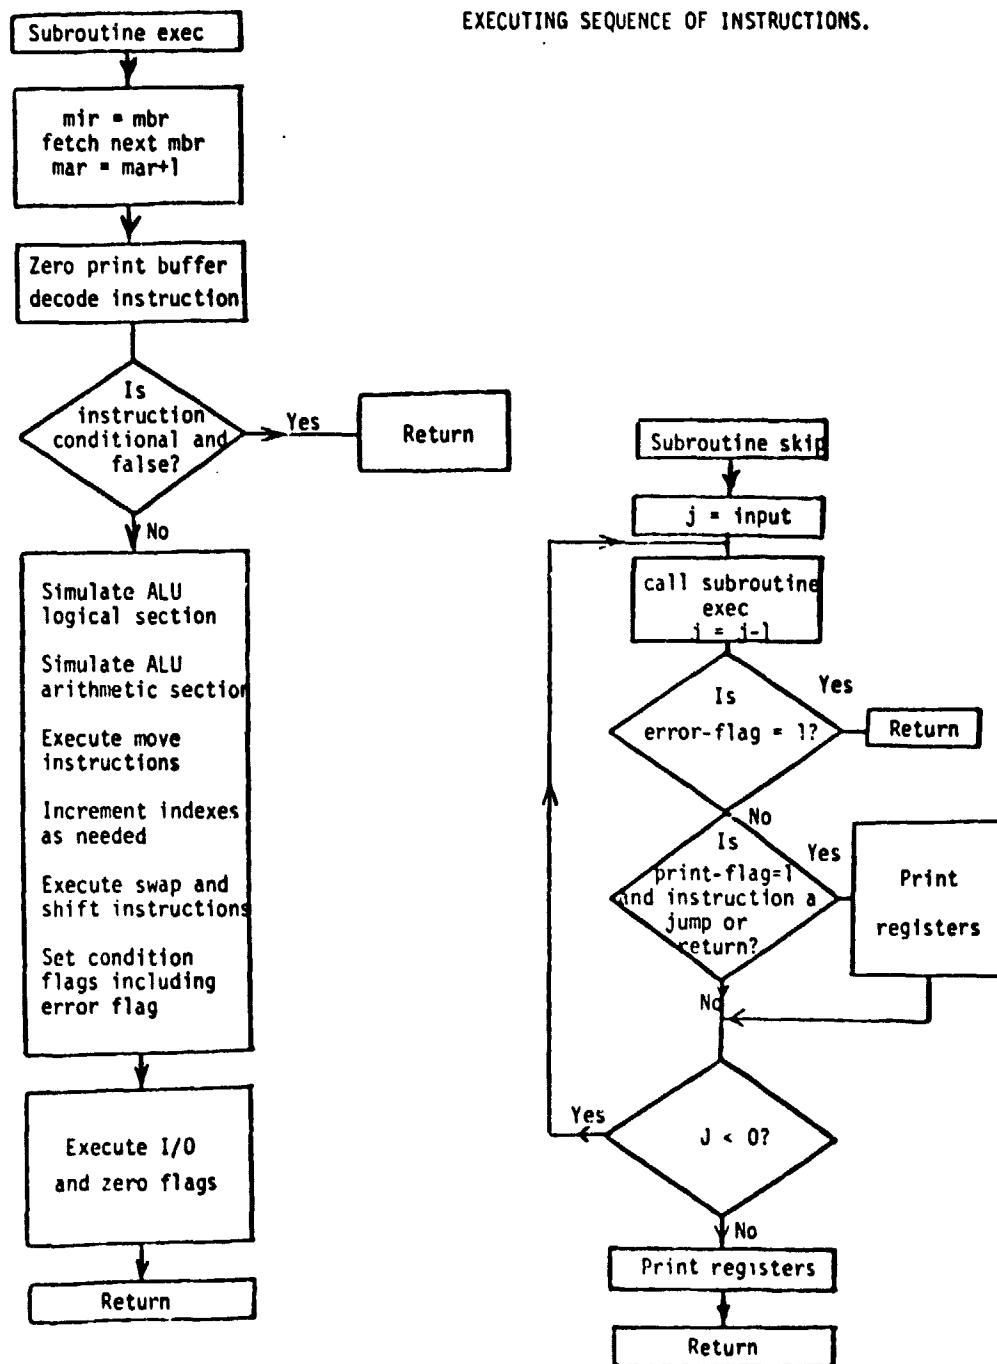 EXECUTING SEQUENCE OF INSTRUCTIONS.
Subroutine exec
mir = mbr
fetch next mbr
mar = mar+1
Zero print buffer
decode instruction
Is
instruction
conditional and
false?
Yes
Return
No
Simulate ALU
logical section
Simulate ALU
arithmetic section
Execute move
instructions
Increment indexes
as needed
Execute swap and
shift instructions
Set condition
flags including
error flag
Execute I/O
and zero flags
Return
Subroutine skip
j = input
call subroutine
exec
j = j-1
Is
error-flag = 1?
Yes
Return
No
Is
print-flag=1
and instruction a
jump or
return?
Yes
Print
registers
No
J < 0?
Yes
No
Print registers
Return